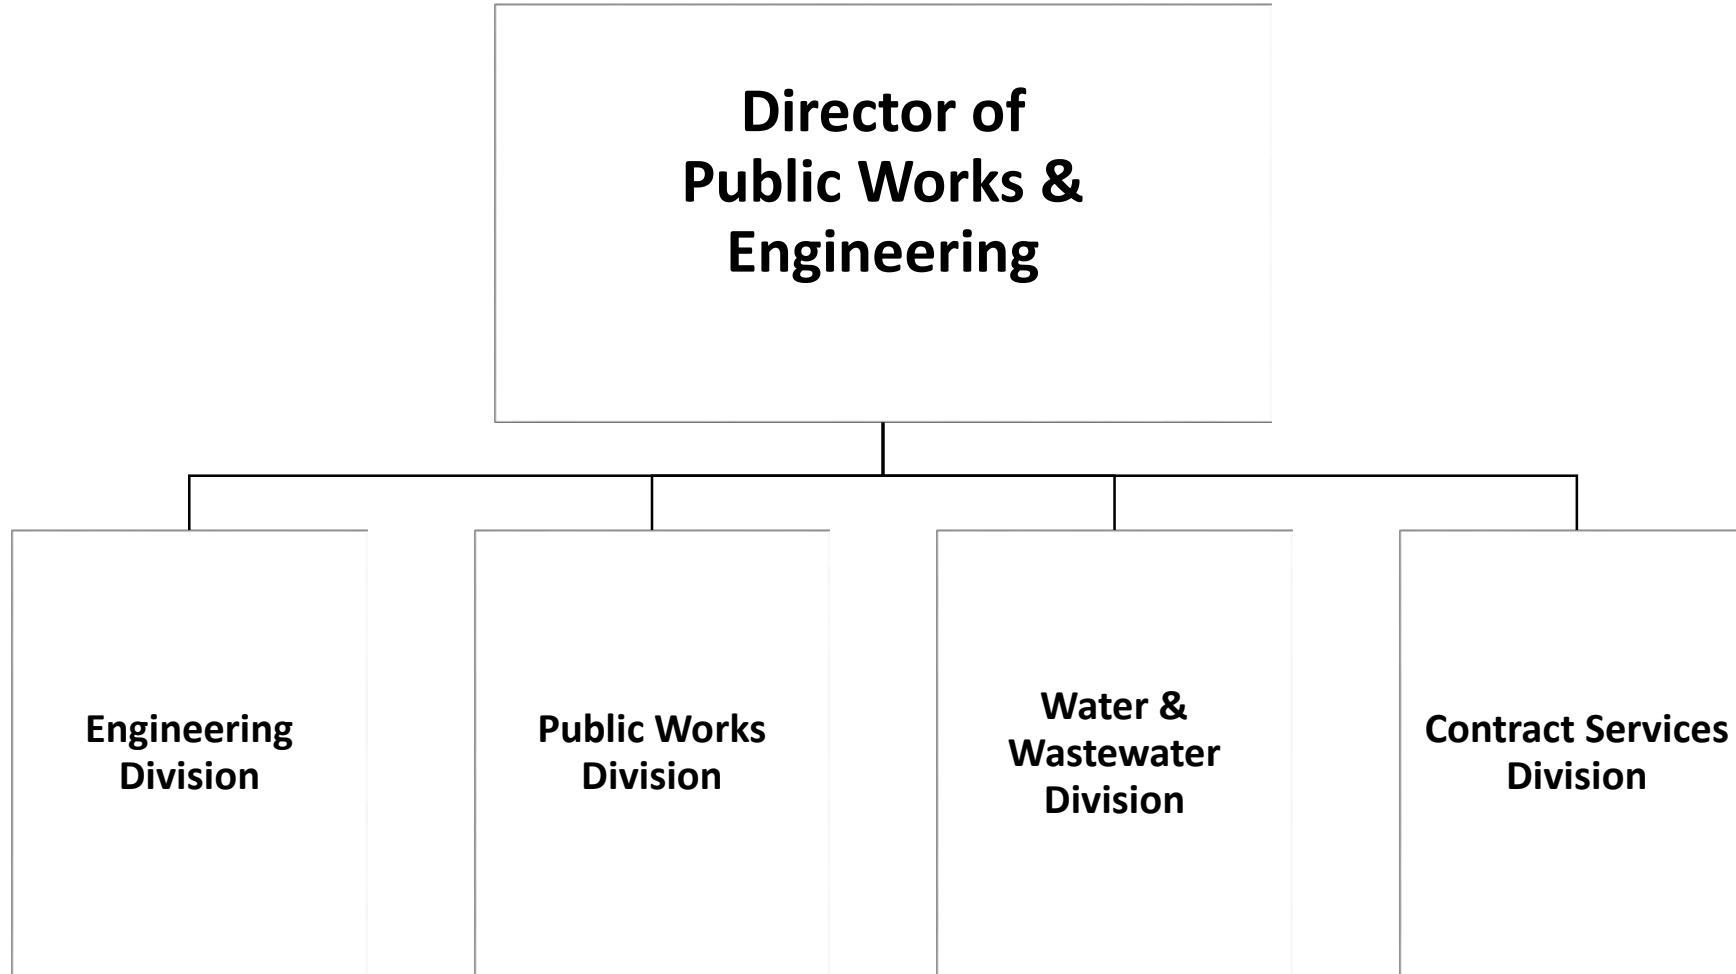 Director of
Public Works &
Engineering
Engineering
Division
Public Works
Division
Water &
Wastewater
Division
Contract Services
Division